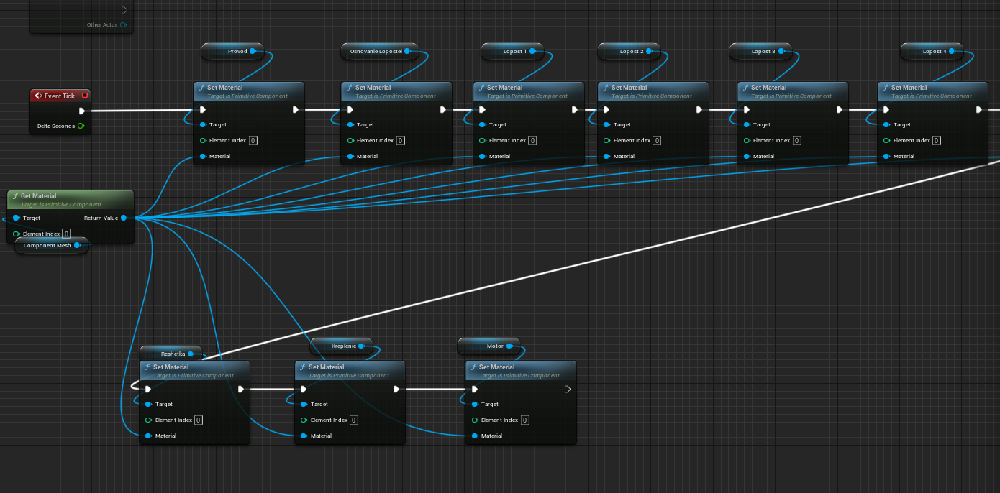 Other Actor
Provod
Osnovanie Lopostei
Lopost 1
Lopost 2
Lopost 3
Lopost 4
Event Tick
Delta Seconds
Set Material
Target is Primitive Component
Target
Element Index 0
Material
Set Material
Target is Primitive Component
Target
Element Index 0
Material
Set Material
Target is Primitive Component
Target
Element Index 0
Material
Set Material
Target is Primitive Component
Target
Element Index 0
Material
Set Material
Target is Primitive Component
Target
Element Index 0
Material
Set Material
Target is Primitive Component
Target
Element Index 0
Material
Get Material
Target is Primitive Component
Target Return Value
Element Index 0
Component Mesh
Reshetka
Set Material
Target is Primitive Component
Target
Element Index 0
Material
Kreplenie
Set Material
Target is Primitive Component
Target
Element Index 0
Material
Motor
Set Material
Target is Primitive Component
Target
Element Index 0
Material